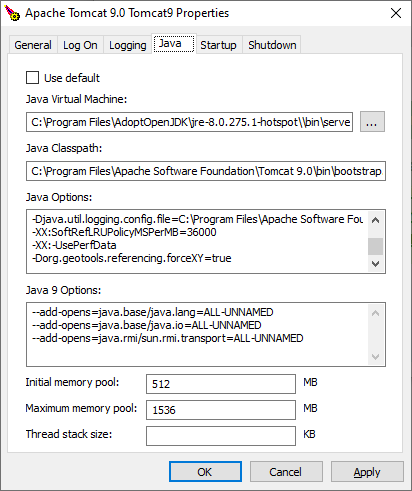 Apache Tomcat 9.0 Tomcat9 Properties
General Log On Logging Java Startup Shutdown
Use default
Java Virtual Machine:
C:\Program Files\AdoptOpenJDK\jre-8.0.275.1-hotspot\\bin\serve
...
Java Classpath:
C:\Program Files\Apache Software Foundation\Tomcat 9.0\bin\bootstrap
Java Options:
-Djava.util.logging.config.file=C:\Program Files\Apache Software Fou
-XX:SoftRefLRUPolicyMSPerMB=36000
-XX:-UsePerfData
-Dorg.geotools.referencing.forceXY=true
Java 9 Options:
--add-opens=java.base/java.lang=ALL-UNNAMED
--add-opens=java.base/java.io=ALL-UNNAMED
--add-opens=java.rmi/sun.rmi.transport=ALL-UNNAMED
Initial memory pool: 512 MB
Maximum memory pool: 1536 MB
Thread stack size: KB
OK Cancel Apply